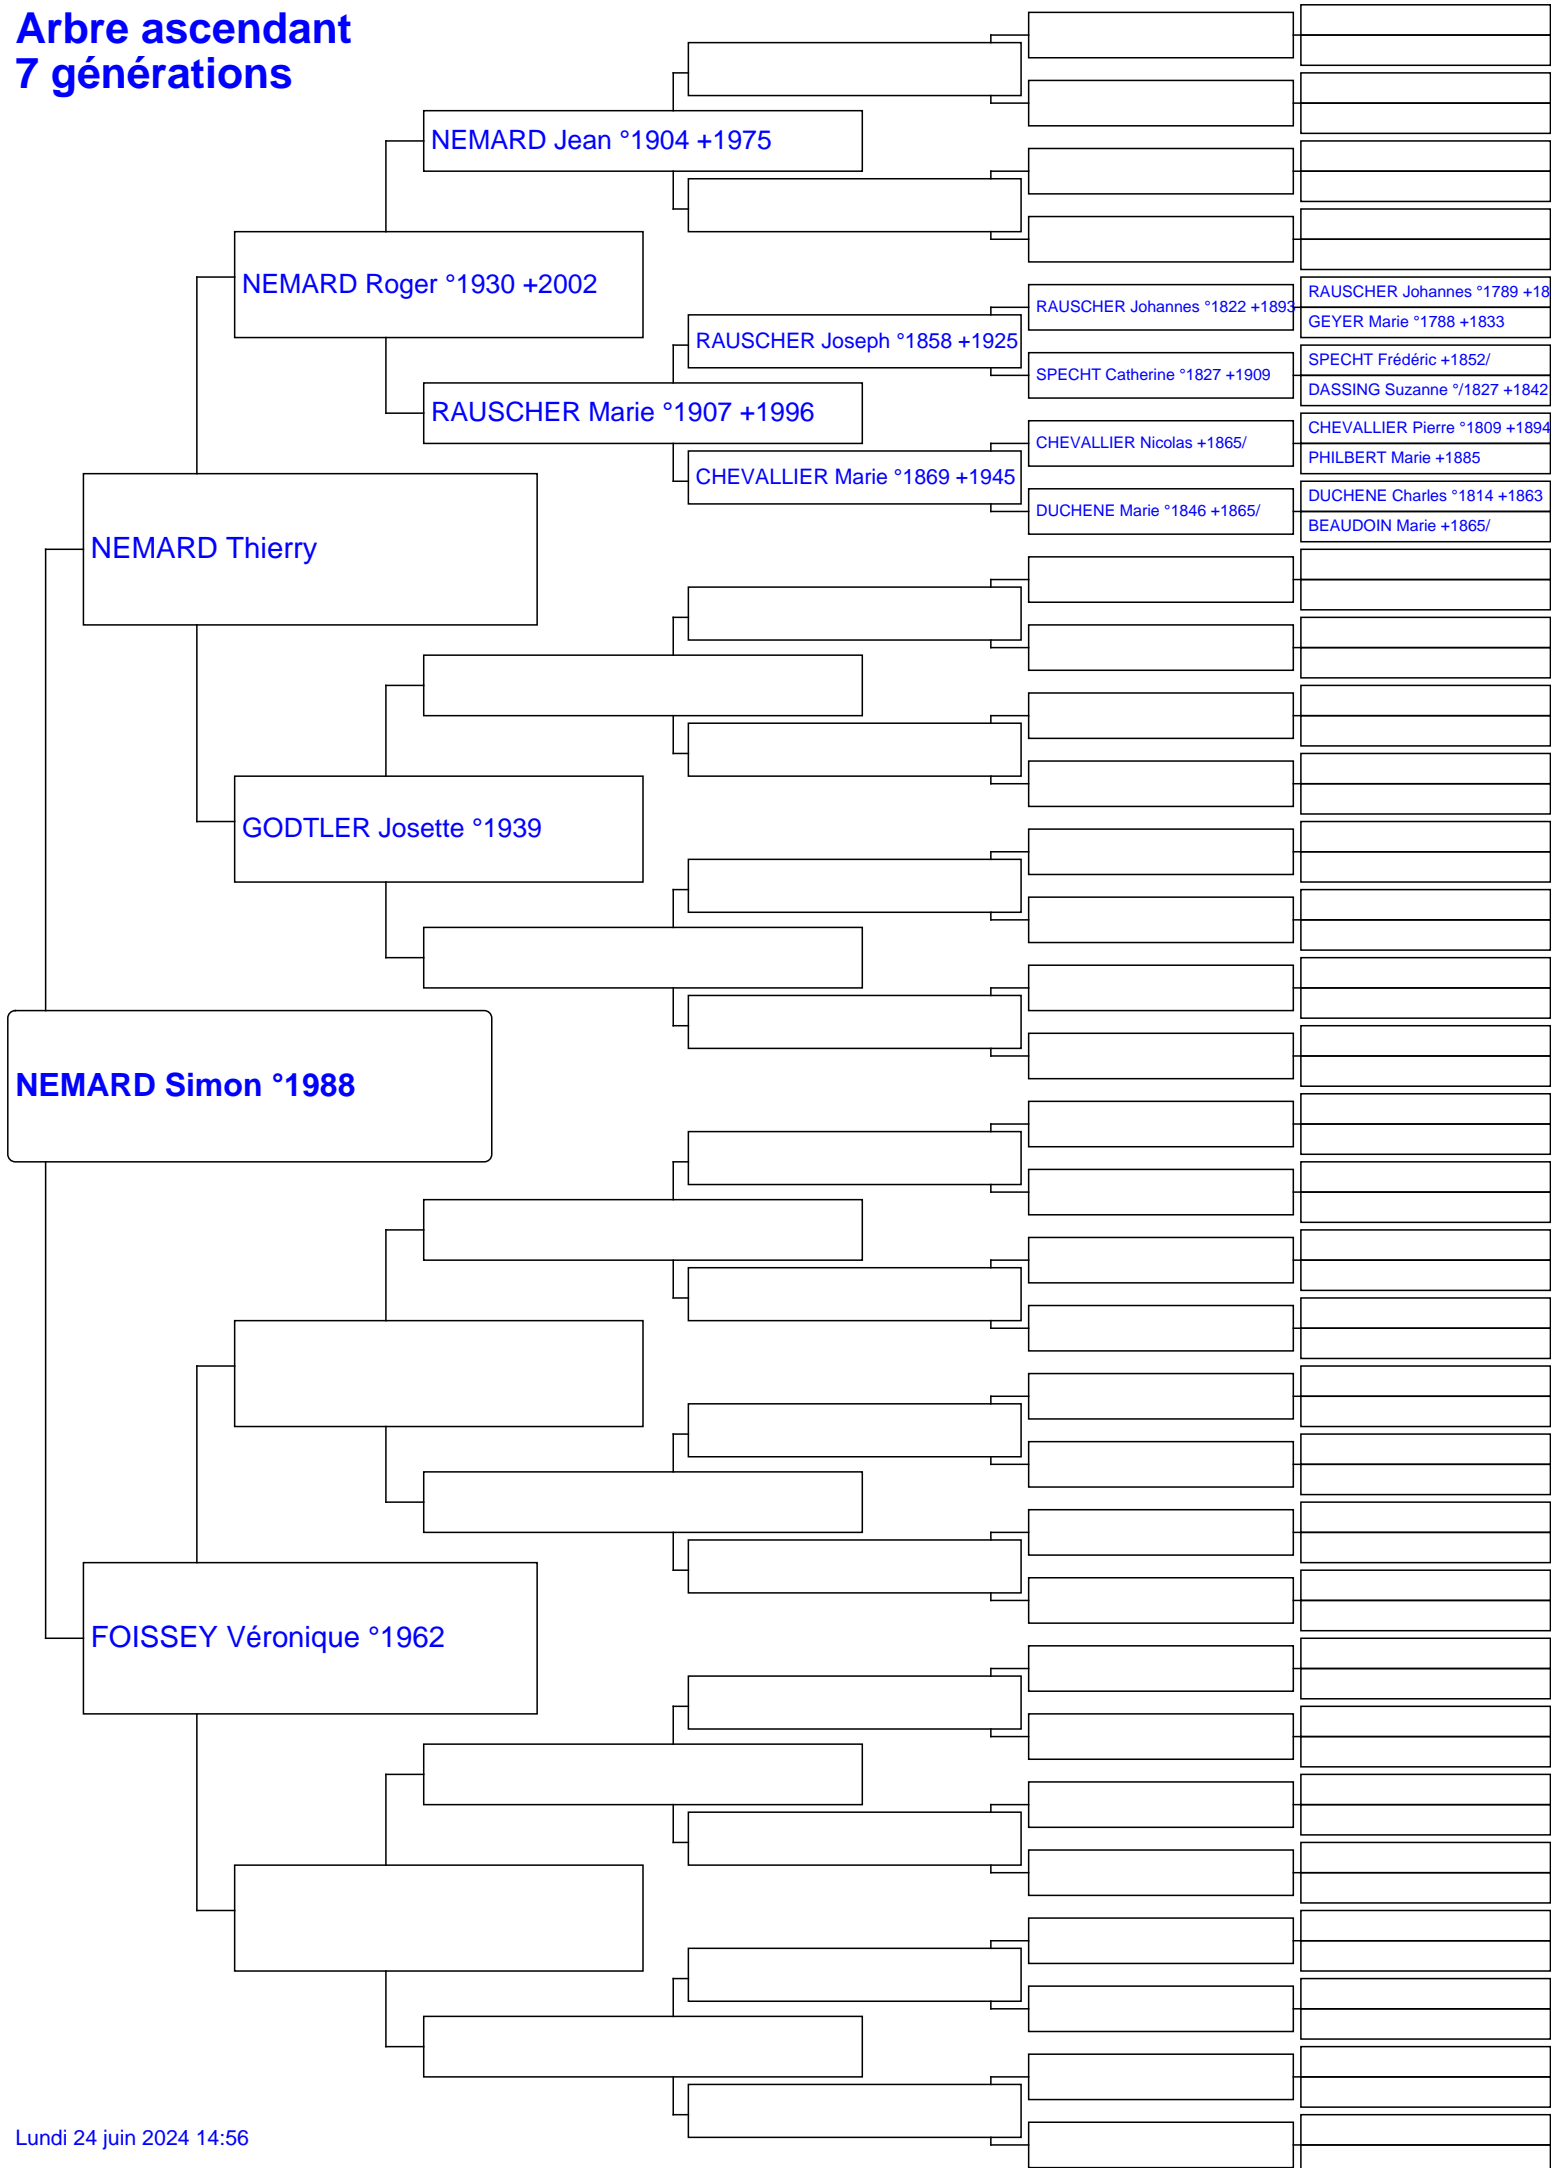 Arbre ascendant
7 générations
NEMARD Jean °1904 +1975
NEMARD Roger °1930 +2002
RAUSCHER Johannes °1822 +1893
RAUSCHER Johannes °1789 +18
GEYER Marie °1788 +1833
RAUSCHER Joseph °1858 +1925
SPECHT Catherine °1827 +1909
SPECHT Frédéric +1852/
DASSING Suzanne °/1827 +1842
RAUSCHER Marie °1907 +1996
CHEVALLIER Nicolas +1865/
CHEVALLIER Pierre °1809 +1894
PHILBERT Marie +1885
CHEVALLIER Marie °1869 +1945
DUCHENE Marie °1846 +1865/
DUCHENE Charles °1814 +1863
BEAUDOIN Marie +1865/
NEMARD Thierry
GODTLER Josette °1939
NEMARD Simon °1988
FOISSEY Véronique °1962
Lundi 24 juin 2024 14:56